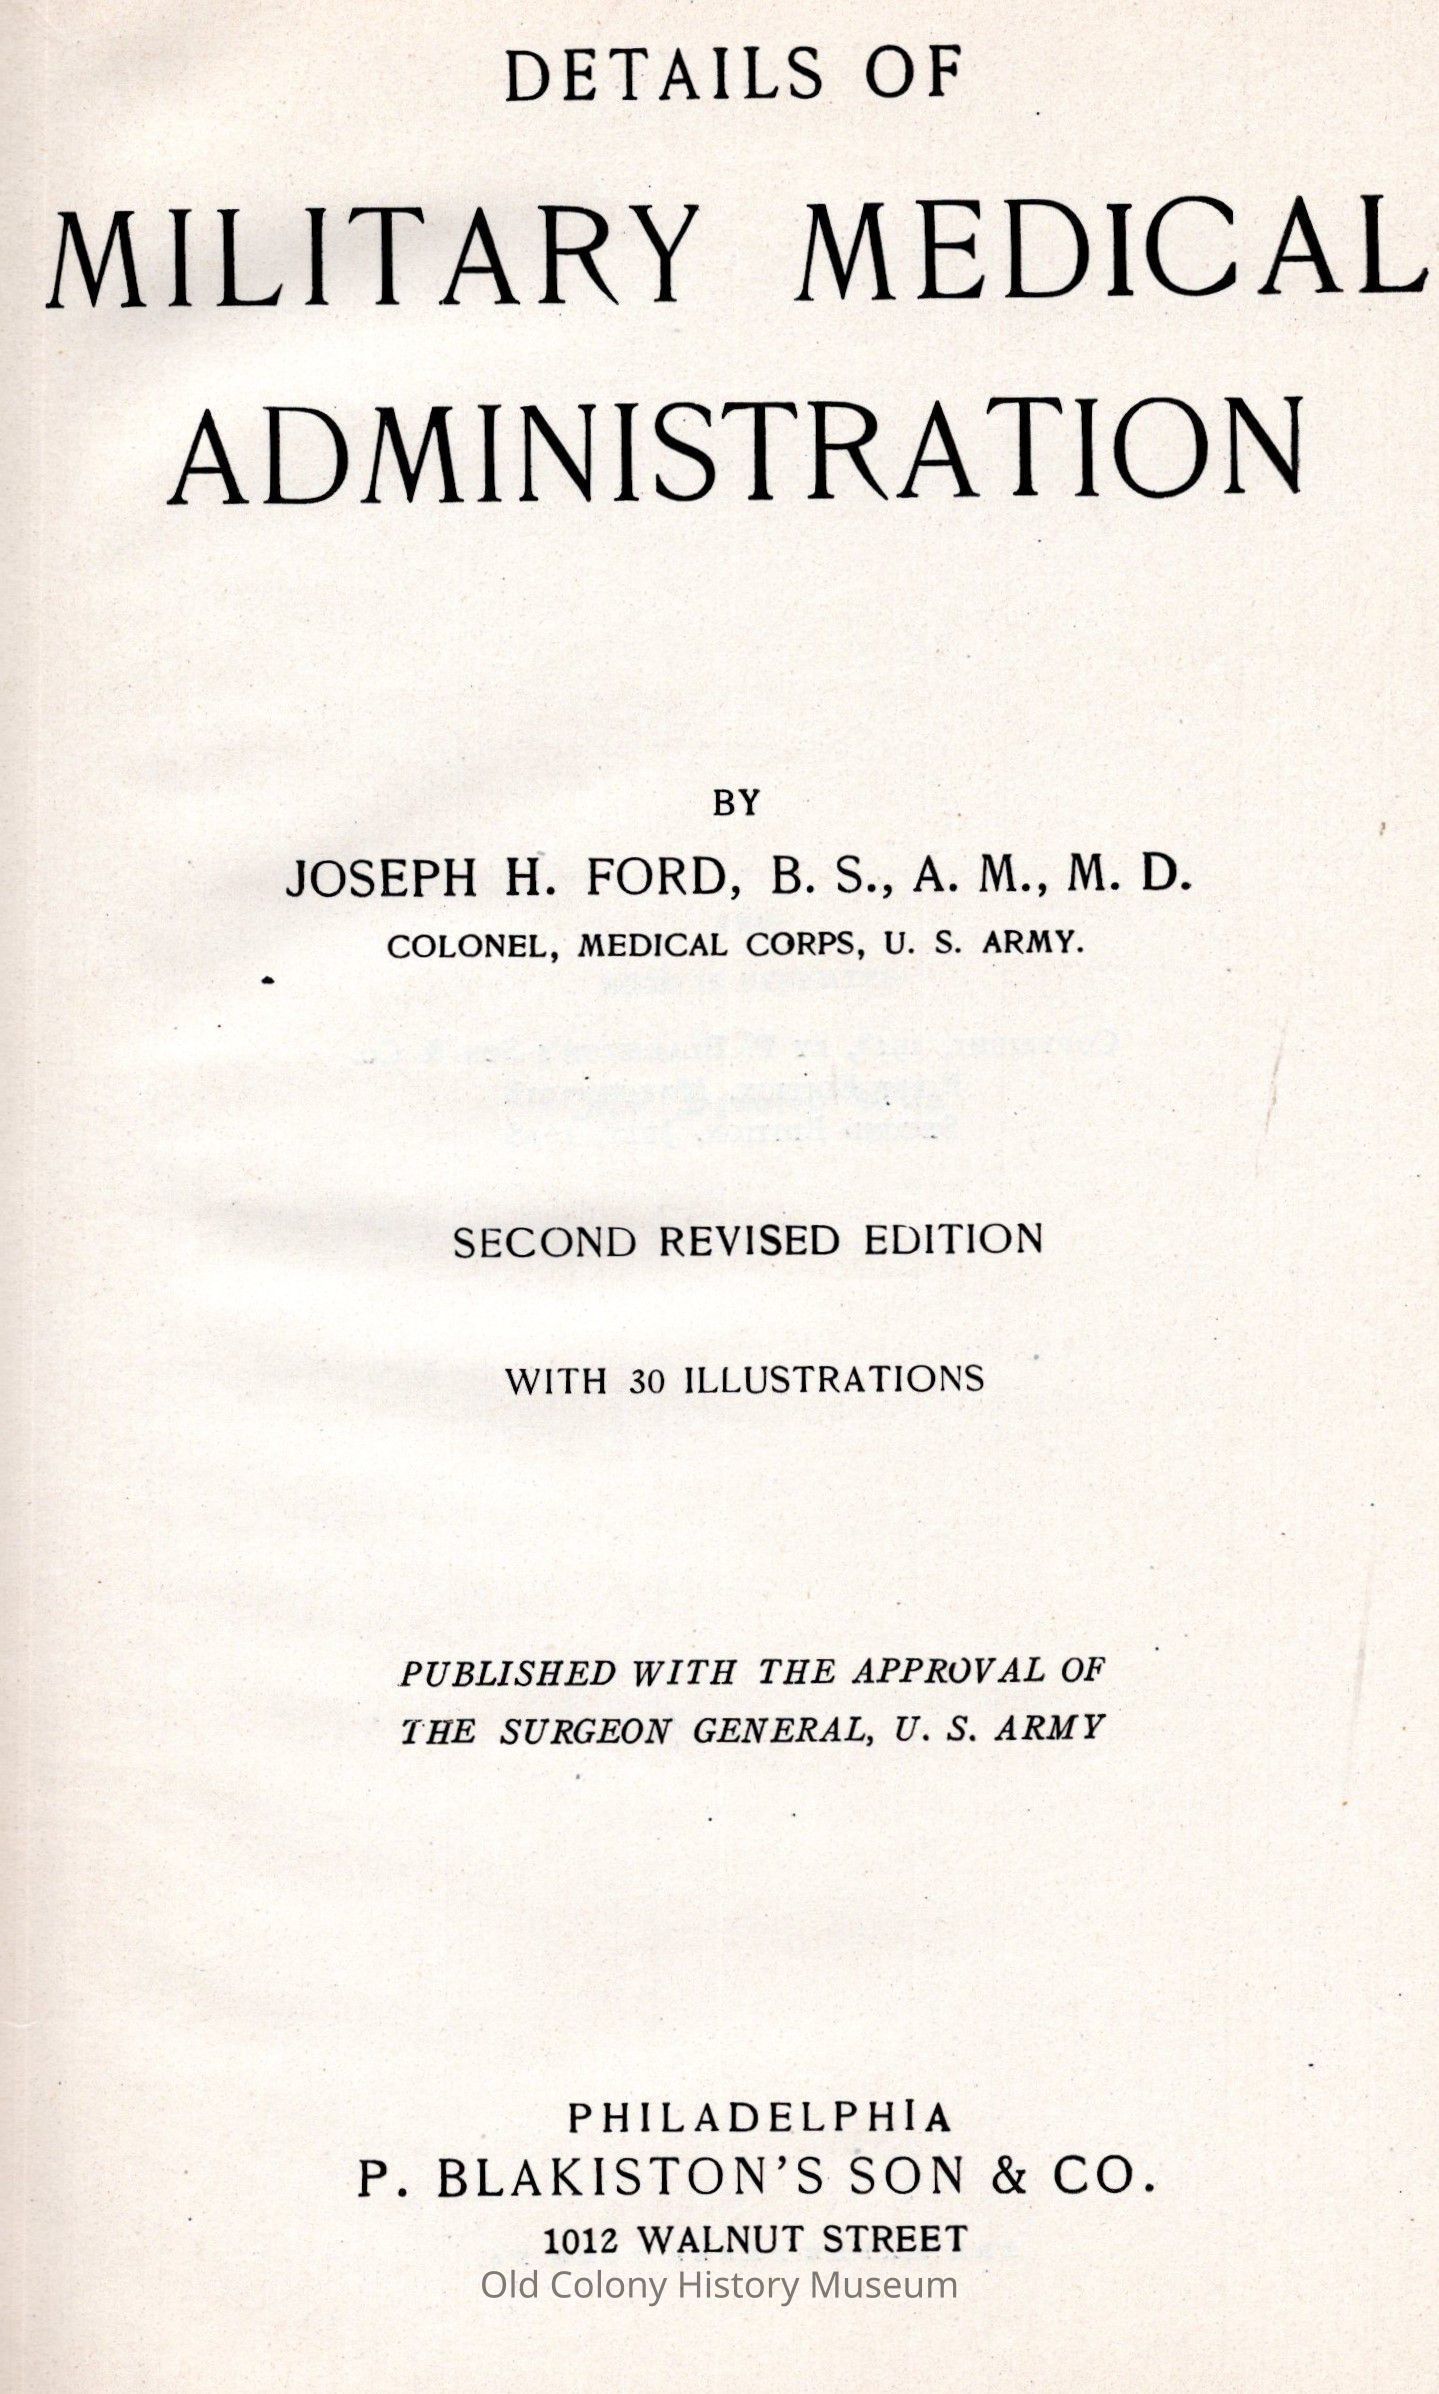 DETAILS OF
MILITARY MEDICAL
ADMINISTRATION
BY
JOSEPH H. FORD, B. S., A. M., M. D.
COLONEL, MEDICAL CORPS, U. S. ARMY.
SECOND REVISED EDITION
WITH 30 ILLUSTRATIONS
PUBLISHED WITH THE APPROVAL OF
THE SURGEON GENERAL, U. S. ARMY
PHILADELPHIA
P. BLAKISTON'S SON & CO.
1012 WALNUT STREET
Old Colony History Museum